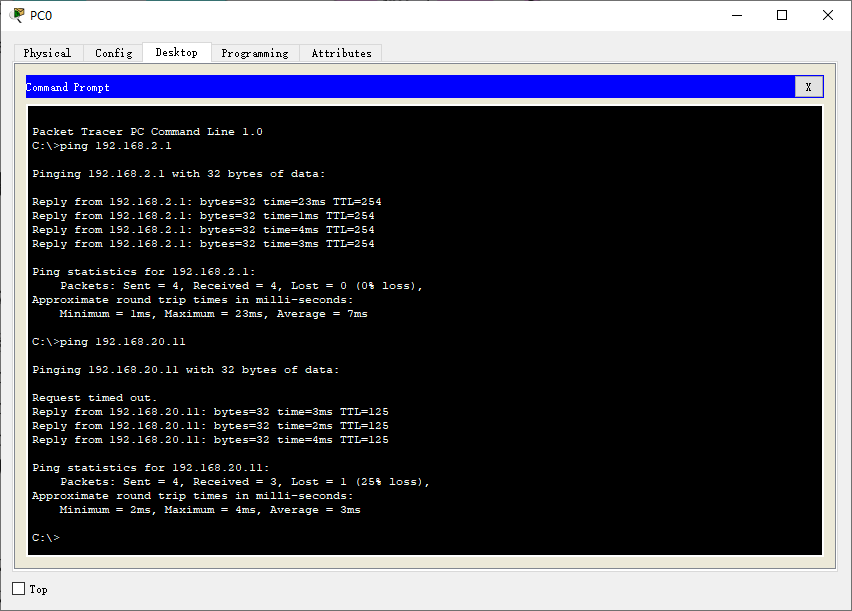 PC0
Physical Config Desktop Programming Attributes
Command Prompt X
Packet Tracer PC Command Line 1.0
C:\>ping 192.168.2.1
Pinging 192.168.2.1 with 32 bytes of data:
Reply from 192.168.2.1: bytes=32 time=23ms TTL=254
Reply from 192.168.2.1: bytes=32 time=1ms TTL=254
Reply from 192.168.2.1: bytes=32 time=4ms TTL=254
Reply from 192.168.2.1: bytes=32 time=3ms TTL=254
Ping statistics for 192.168.2.1:
Packets: Sent = 4, Received = 4, Lost = 0 (0% loss),
Approximate round trip times in milli-seconds:
Minimum = 1ms, Maximum = 23ms, Average = 7ms
C:\>ping 192.168.20.11
Pinging 192.168.20.11 with 32 bytes of data:
Request timed out.
Reply from 192.168.20.11: bytes=32 time=3ms TTL=125
Reply from 192.168.20.11: bytes=32 time=2ms TTL=125
Reply from 192.168.20.11: bytes=32 time=4ms TTL=125
Ping statistics for 192.168.20.11:
Packets: Sent = 4, Received = 3, Lost = 1 (25% loss),
Approximate round trip times in milli-seconds:
Minimum = 2ms, Maximum = 4ms, Average = 3ms
C:\>
Top